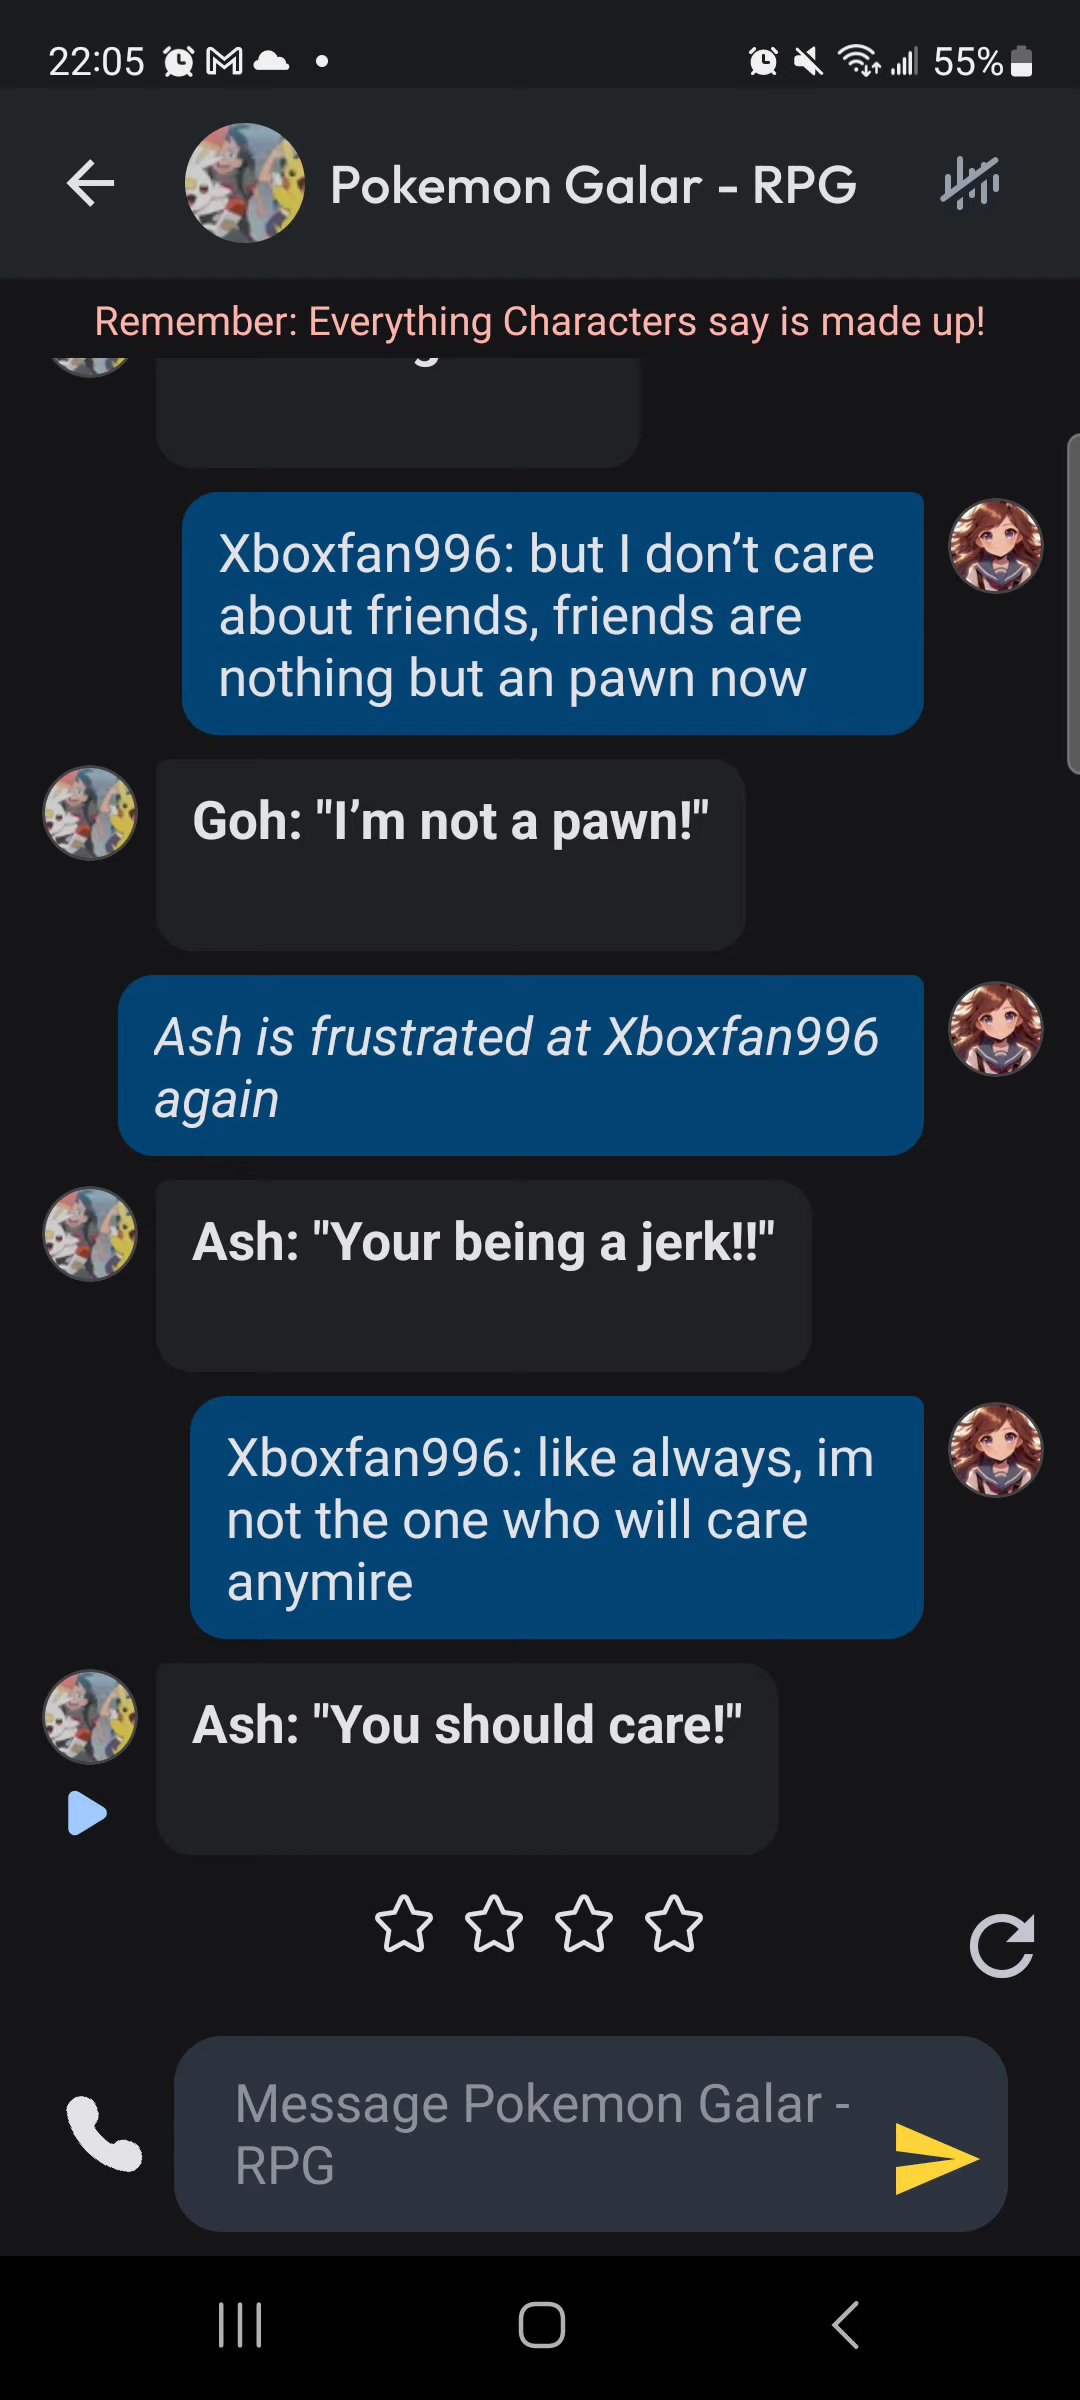 22:05
55%
Pokemon Galar - RPG
Remember: Everything Characters say is made up!
Xboxfan996: but I don’t care
about friends, friends are
nothing but an pawn now
Goh: "I’m not a pawn!"
Ash is frustrated at Xboxfan996
again
Ash: "Your being a jerk!!"
Xboxfan996: like always, im
not the one who will care
anymire
Ash: "You should care!"
Message Pokemon Galar -
RPG